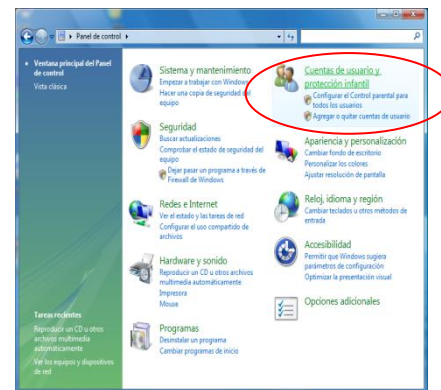 Panel de control
Ventana principal del Panel
de control
Vista clásica
Sistema y mantenimiento
Empezar a trabajar con Windows
Hacer una copia de seguridad del
equipo
Seguridad
Buscar actualizaciones
Comprobar el estado de seguridad del
equipo
Dejar pasar un programa a través de
Firewall de Windows
Redes e Internet
Ver el estado y las tareas de red
Configurar el uso compartido de
archivos
Hardware y sonido
Reproducir un CD u otros archivos
multimedia automáticamente
Impresora
Mouse
Programas
Desinstalar un programa
Cambiar programas de inicio
Cuentas de usuario y
protección infantil
Configurar el Control parental para
todos los usuarios
Agregar o quitar cuentas de usuario
Apariencia y personalización
Cambiar fondo de escritorio
Personalizar los colores
Ajustar resolución de pantalla
Reloj, idioma y región
Cambiar teclados u otros métodos de
entrada
Accesibilidad
Permitir que Windows sugiera
parámetros de configuración
Optimizar la presentación visual
Opciones adicionales
Tareas recientes
Reproducir un CD u otros
archivos multimedia
automáticamente
Ver los equipos y dispositivos
de red